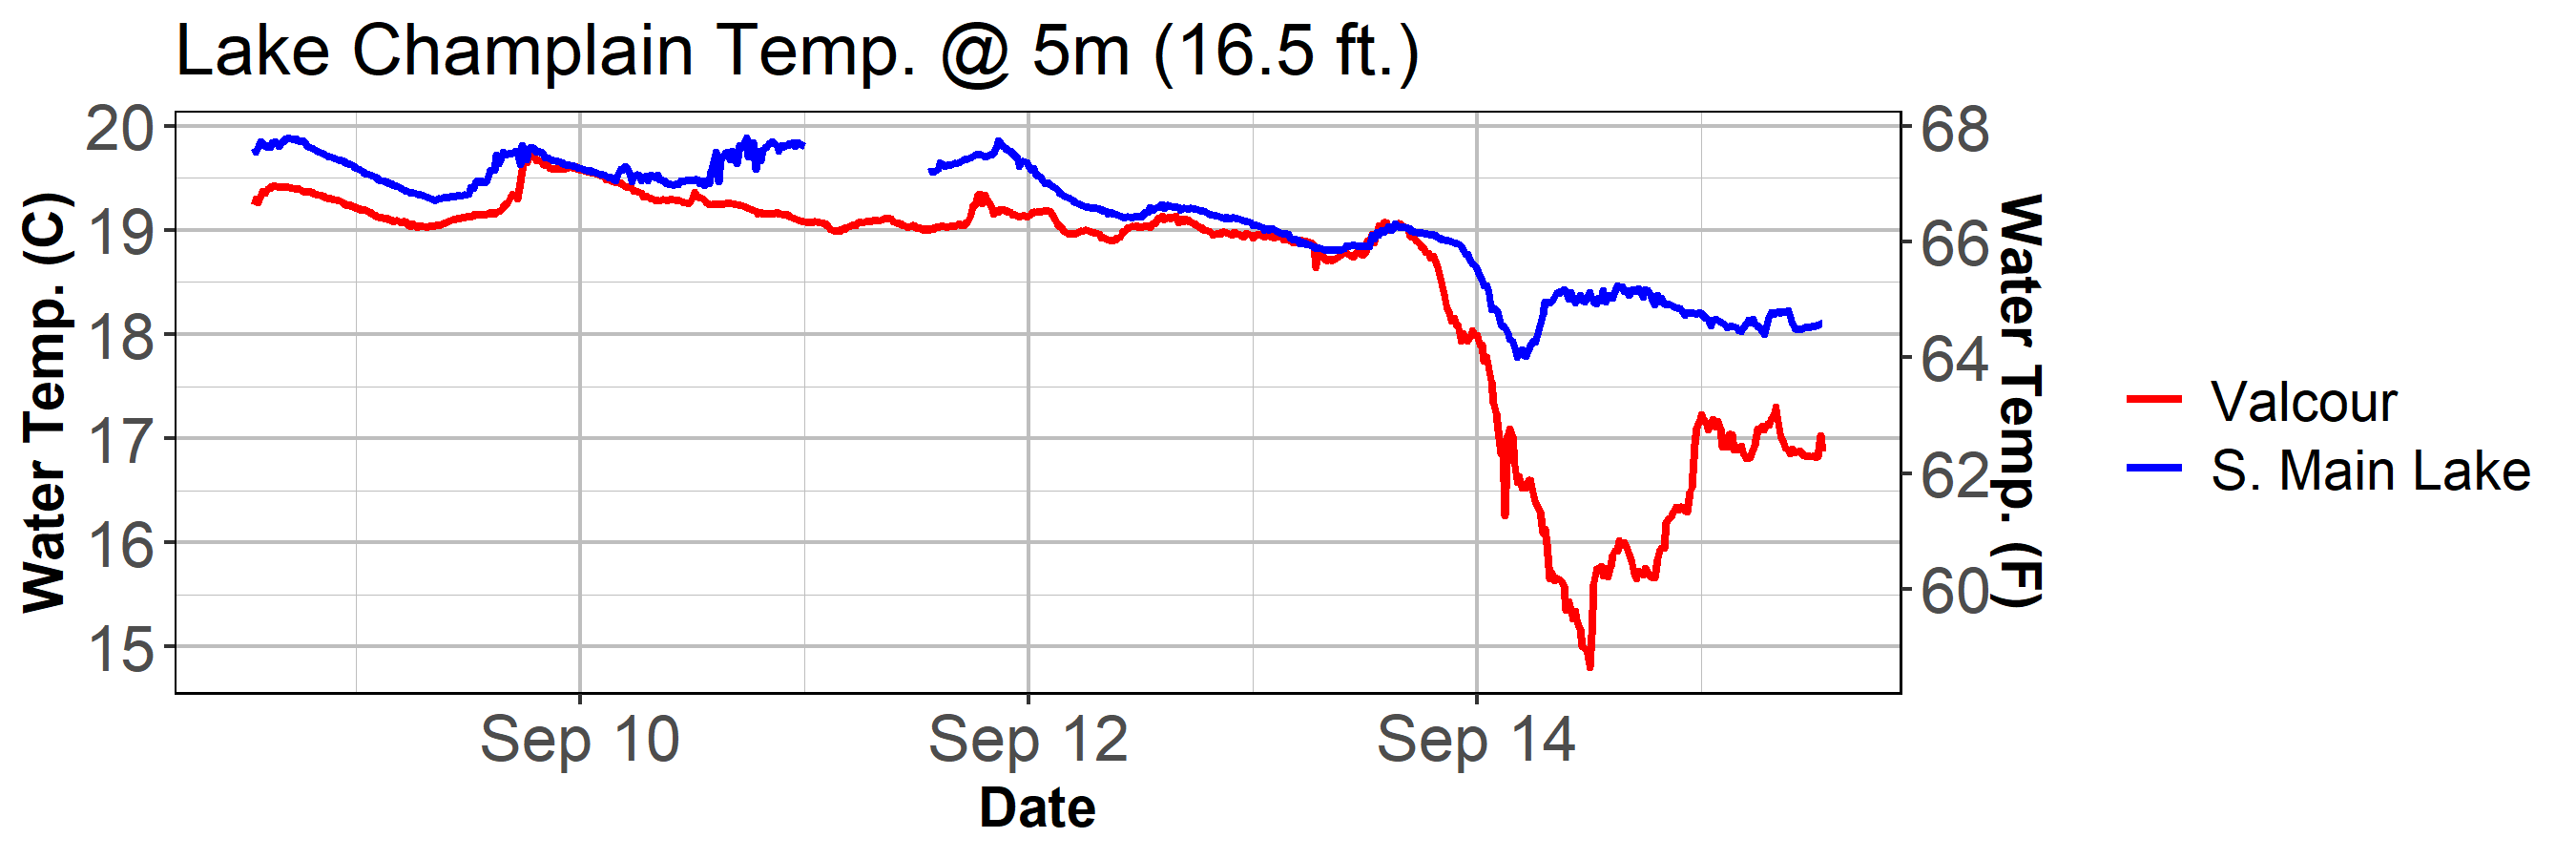 Lake Champlain Temp. @ 5m (16.5 ft.)
Water Temp. (C)
20
19
18
17
16
15
68
66
64
62
60
Water Temp. (F)
Sep 10
Sep 12
Sep 14
Date
Valcour
S. Main Lake